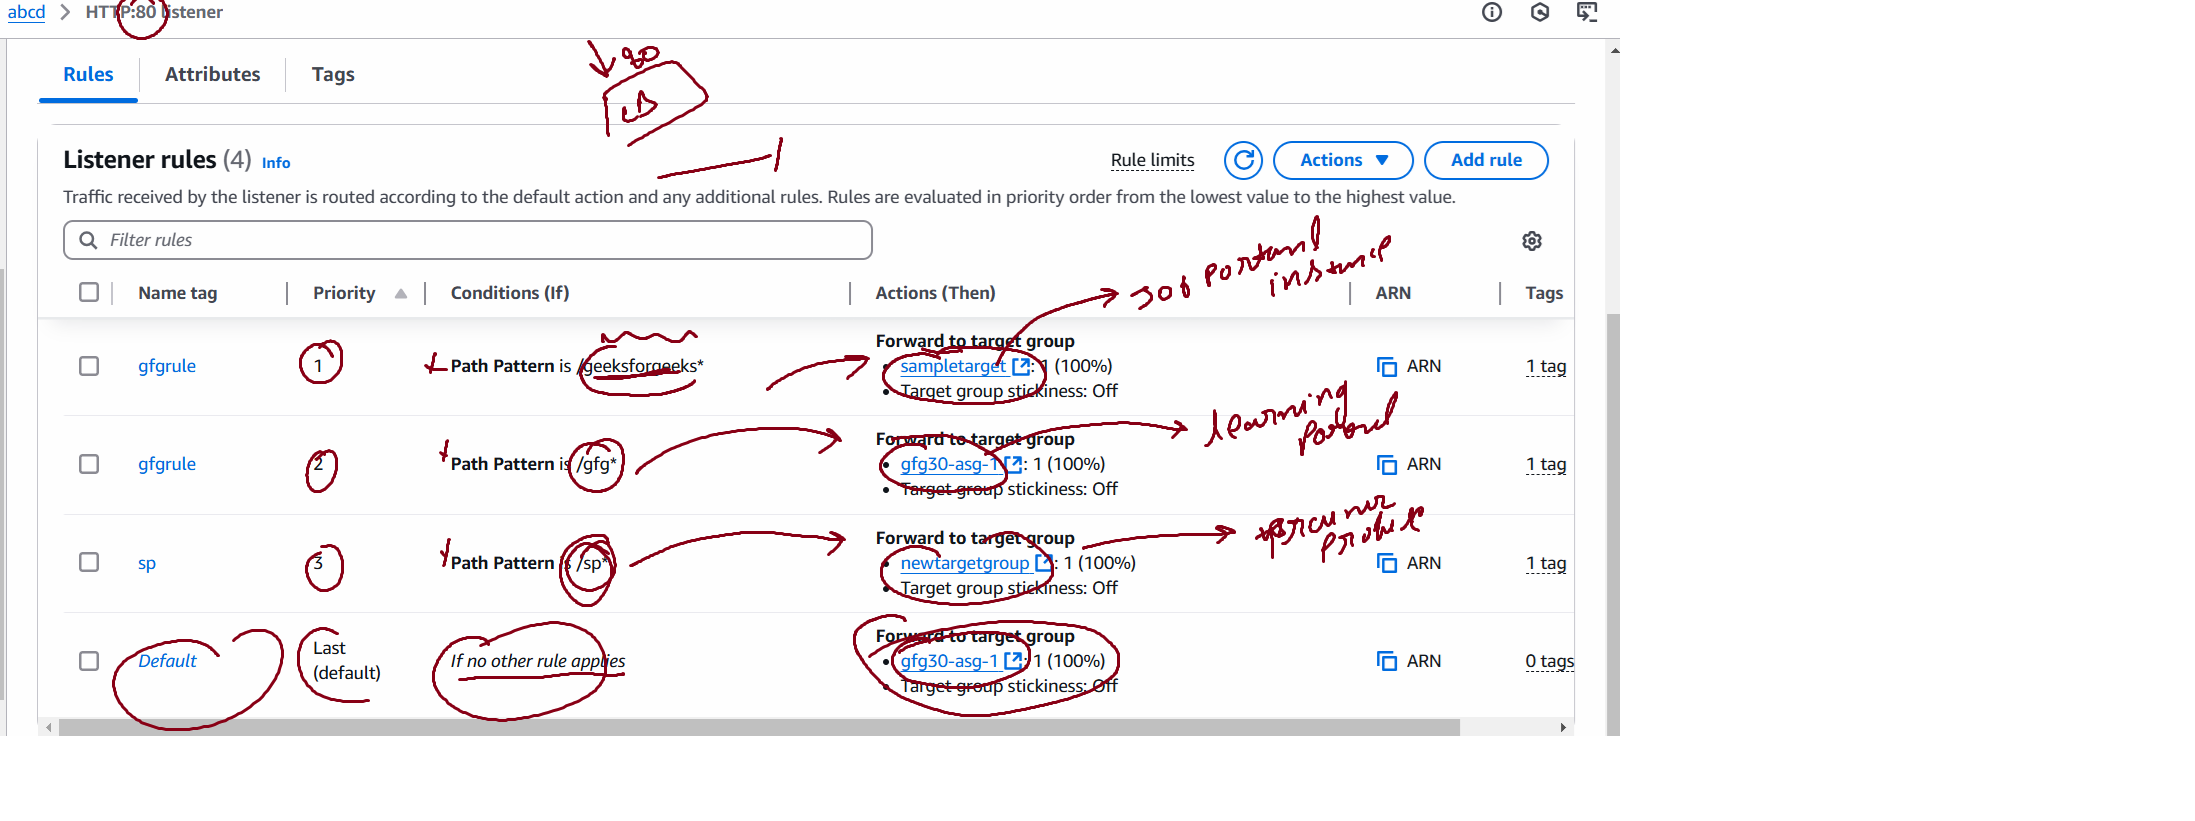 abcd > HTTP:80 listener
Rules Attributes Tags
80
LB
Listener rules (4) Info Rule limits Actions Add rule
Traffic received by the listener is routed according to the default action and any additional rules. Rules are evaluated in priority order from the lowest value to the highest value.
Filter rules
Name tag Priority Conditions (If) Actions (Then) ARN Tags
Forward to target group
gfgrule 1 Path Pattern is /geeksforgeeks* sampletarget : 1 (100%) ARN 1 tag
Target group stickiness: Off
learning
Forward to target group
gfgrule 2 Path Pattern is /gfg* gfg30-asg-1 : 1 (100%) ARN 1 tag
Target group stickiness: Off
Forward to target group
sp 3 Path Pattern is /sp* newtargetgroup : 1 (100%) ARN 1 tag
Target group stickiness: Off
Forward to target group
Default Last (default) If no other rule applies gfg30-asg-1 : 1 (100%) ARN 0 tags
Target group stickiness: Off